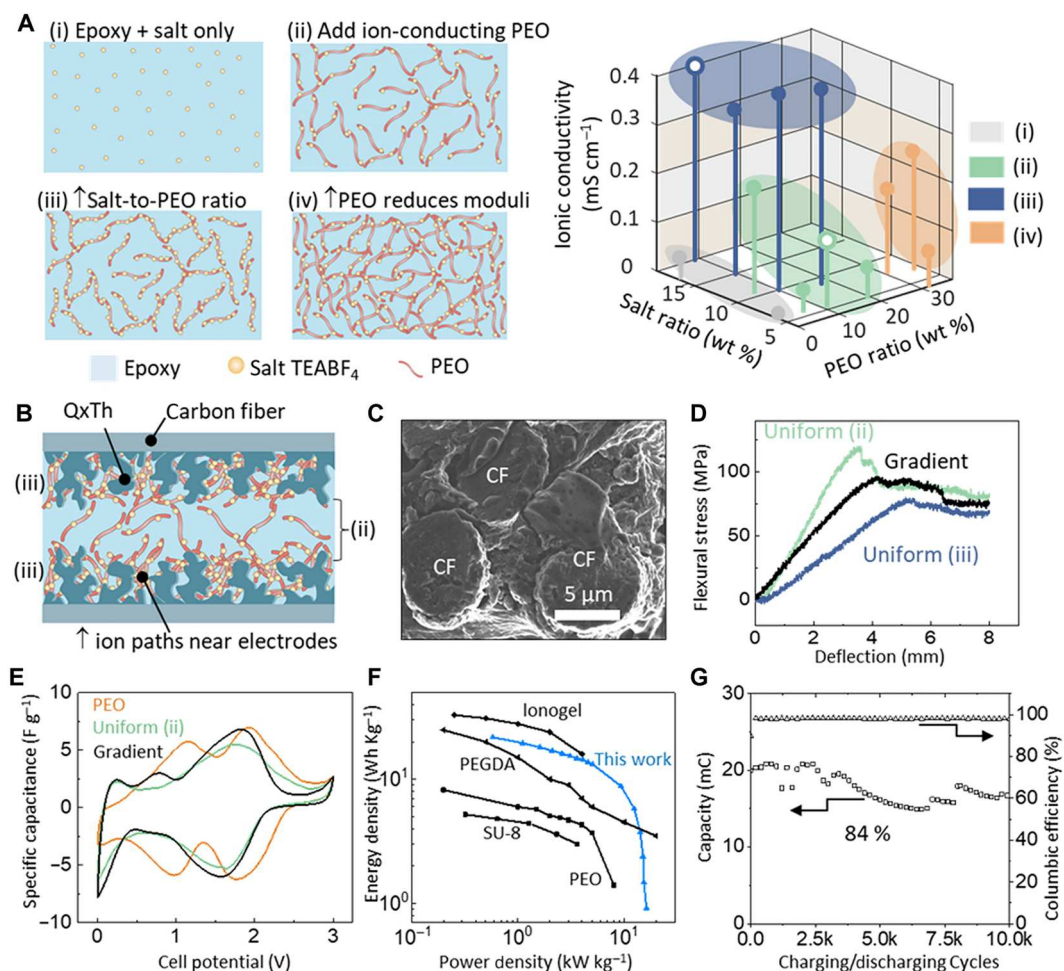 A
(i) Epoxy + salt only
(ii) Add ion-conducting PEO
(iii) ↑Salt-to-PEO ratio
(iv) ↑PEO reduces moduli
Epoxy
Salt TEABF₄
PEO
Ionic conductivity
(mS cm⁻¹)
0.4
0.3
0.2
0.1
0
15
10
5
Salt ratio (wt %)
0
10
20
30
PEO ratio (wt %)
(i)
(ii)
(iii)
(iv)
B
QxTh
Carbon fiber
(iii)
(ii)
(iii)
↑ ion paths near electrodes
C
CF
CF
CF
5 μm
D
Uniform (ii)
Gradient
Uniform (iii)
Flexural stress (MPa)
100
50
0
0
2
4
6
8
Deflection (mm)
E
PEO
Uniform (ii)
Gradient
Specific capacitance (F g⁻¹)
10
5
0
−5
−10
0
1
2
3
Cell potential (V)
F
Ionogel
This work
PEGDA
SU-8
PEO
Energy density (Wh Kg⁻¹)
10¹
10⁰
10⁻¹
10⁰
10¹
Power density (kW kg⁻¹)
G
84 %
Capacity (mC)
30
20
10
0
Columbic efficiency (%)
100
80
60
40
20
0
0.0
2.5k
5.0k
7.5k
10.0k
Charging/discharging Cycles